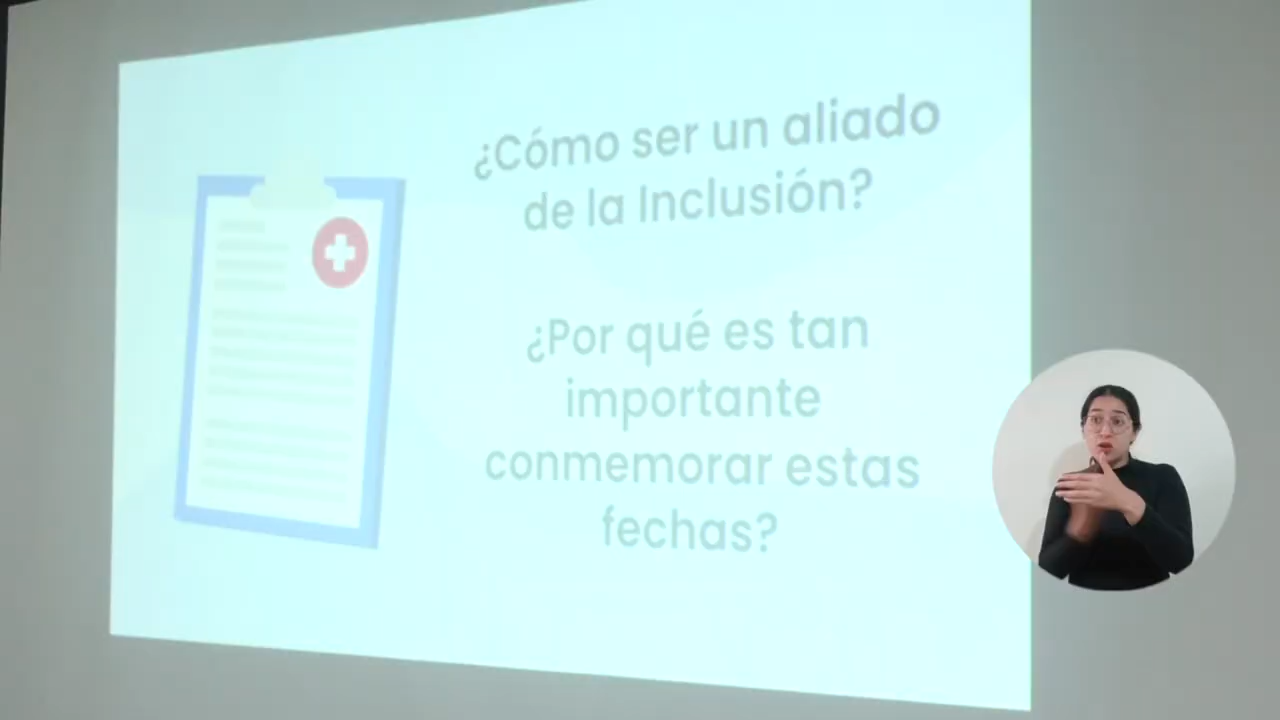 ¿Cómo ser un aliado
de la Inclusión?
¿Por qué es tan
importante
conmemorar estas
fechas?